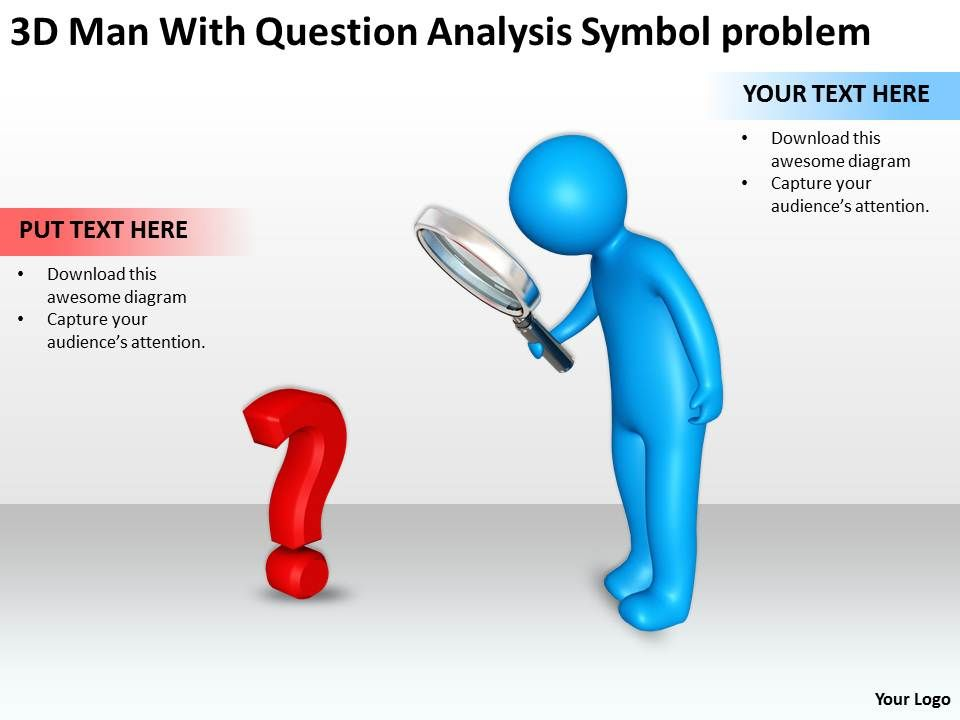 3D Man With Question Analysis Symbol problem
YOUR TEXT HERE
• Download this
awesome diagram
• Capture your
audience’s attention.
PUT TEXT HERE
• Download this
awesome diagram
• Capture your
audience’s attention.
?
Your Logo